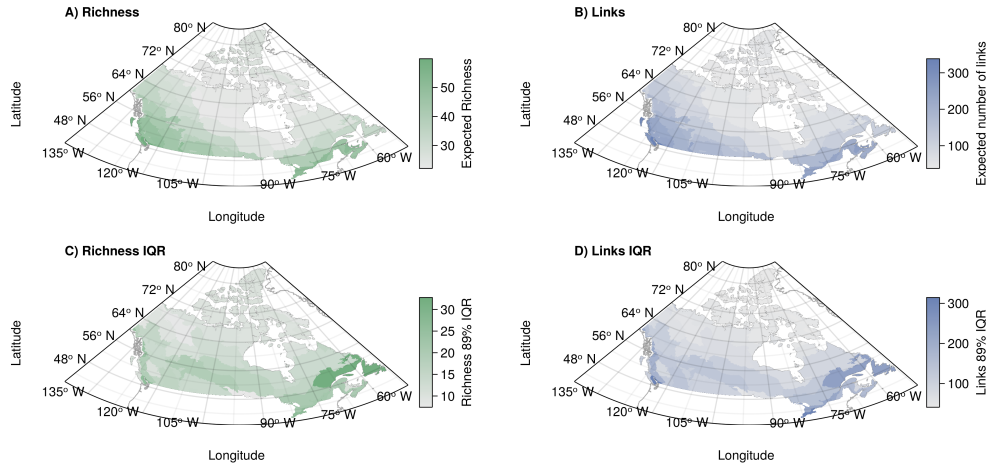 A) Richness
80° N
72° N
64° N
56° N
48° N
135° W
120° W
105° W
90° W
75° W
60° W
Latitude
Longitude
50
40
30
Expected Richness
B) Links
80° N
72° N
64° N
56° N
48° N
135° W
120° W
105° W
90° W
75° W
60° W
Latitude
Longitude
300
200
100
Expected number of links
C) Richness IQR
80° N
72° N
64° N
56° N
48° N
135° W
120° W
105° W
90° W
75° W
60° W
Latitude
Longitude
30
25
20
15
10
Richness 89% IQR
D) Links IQR
80° N
72° N
64° N
56° N
48° N
135° W
120° W
105° W
90° W
75° W
60° W
Latitude
Longitude
300
200
100
Links 89% IQR